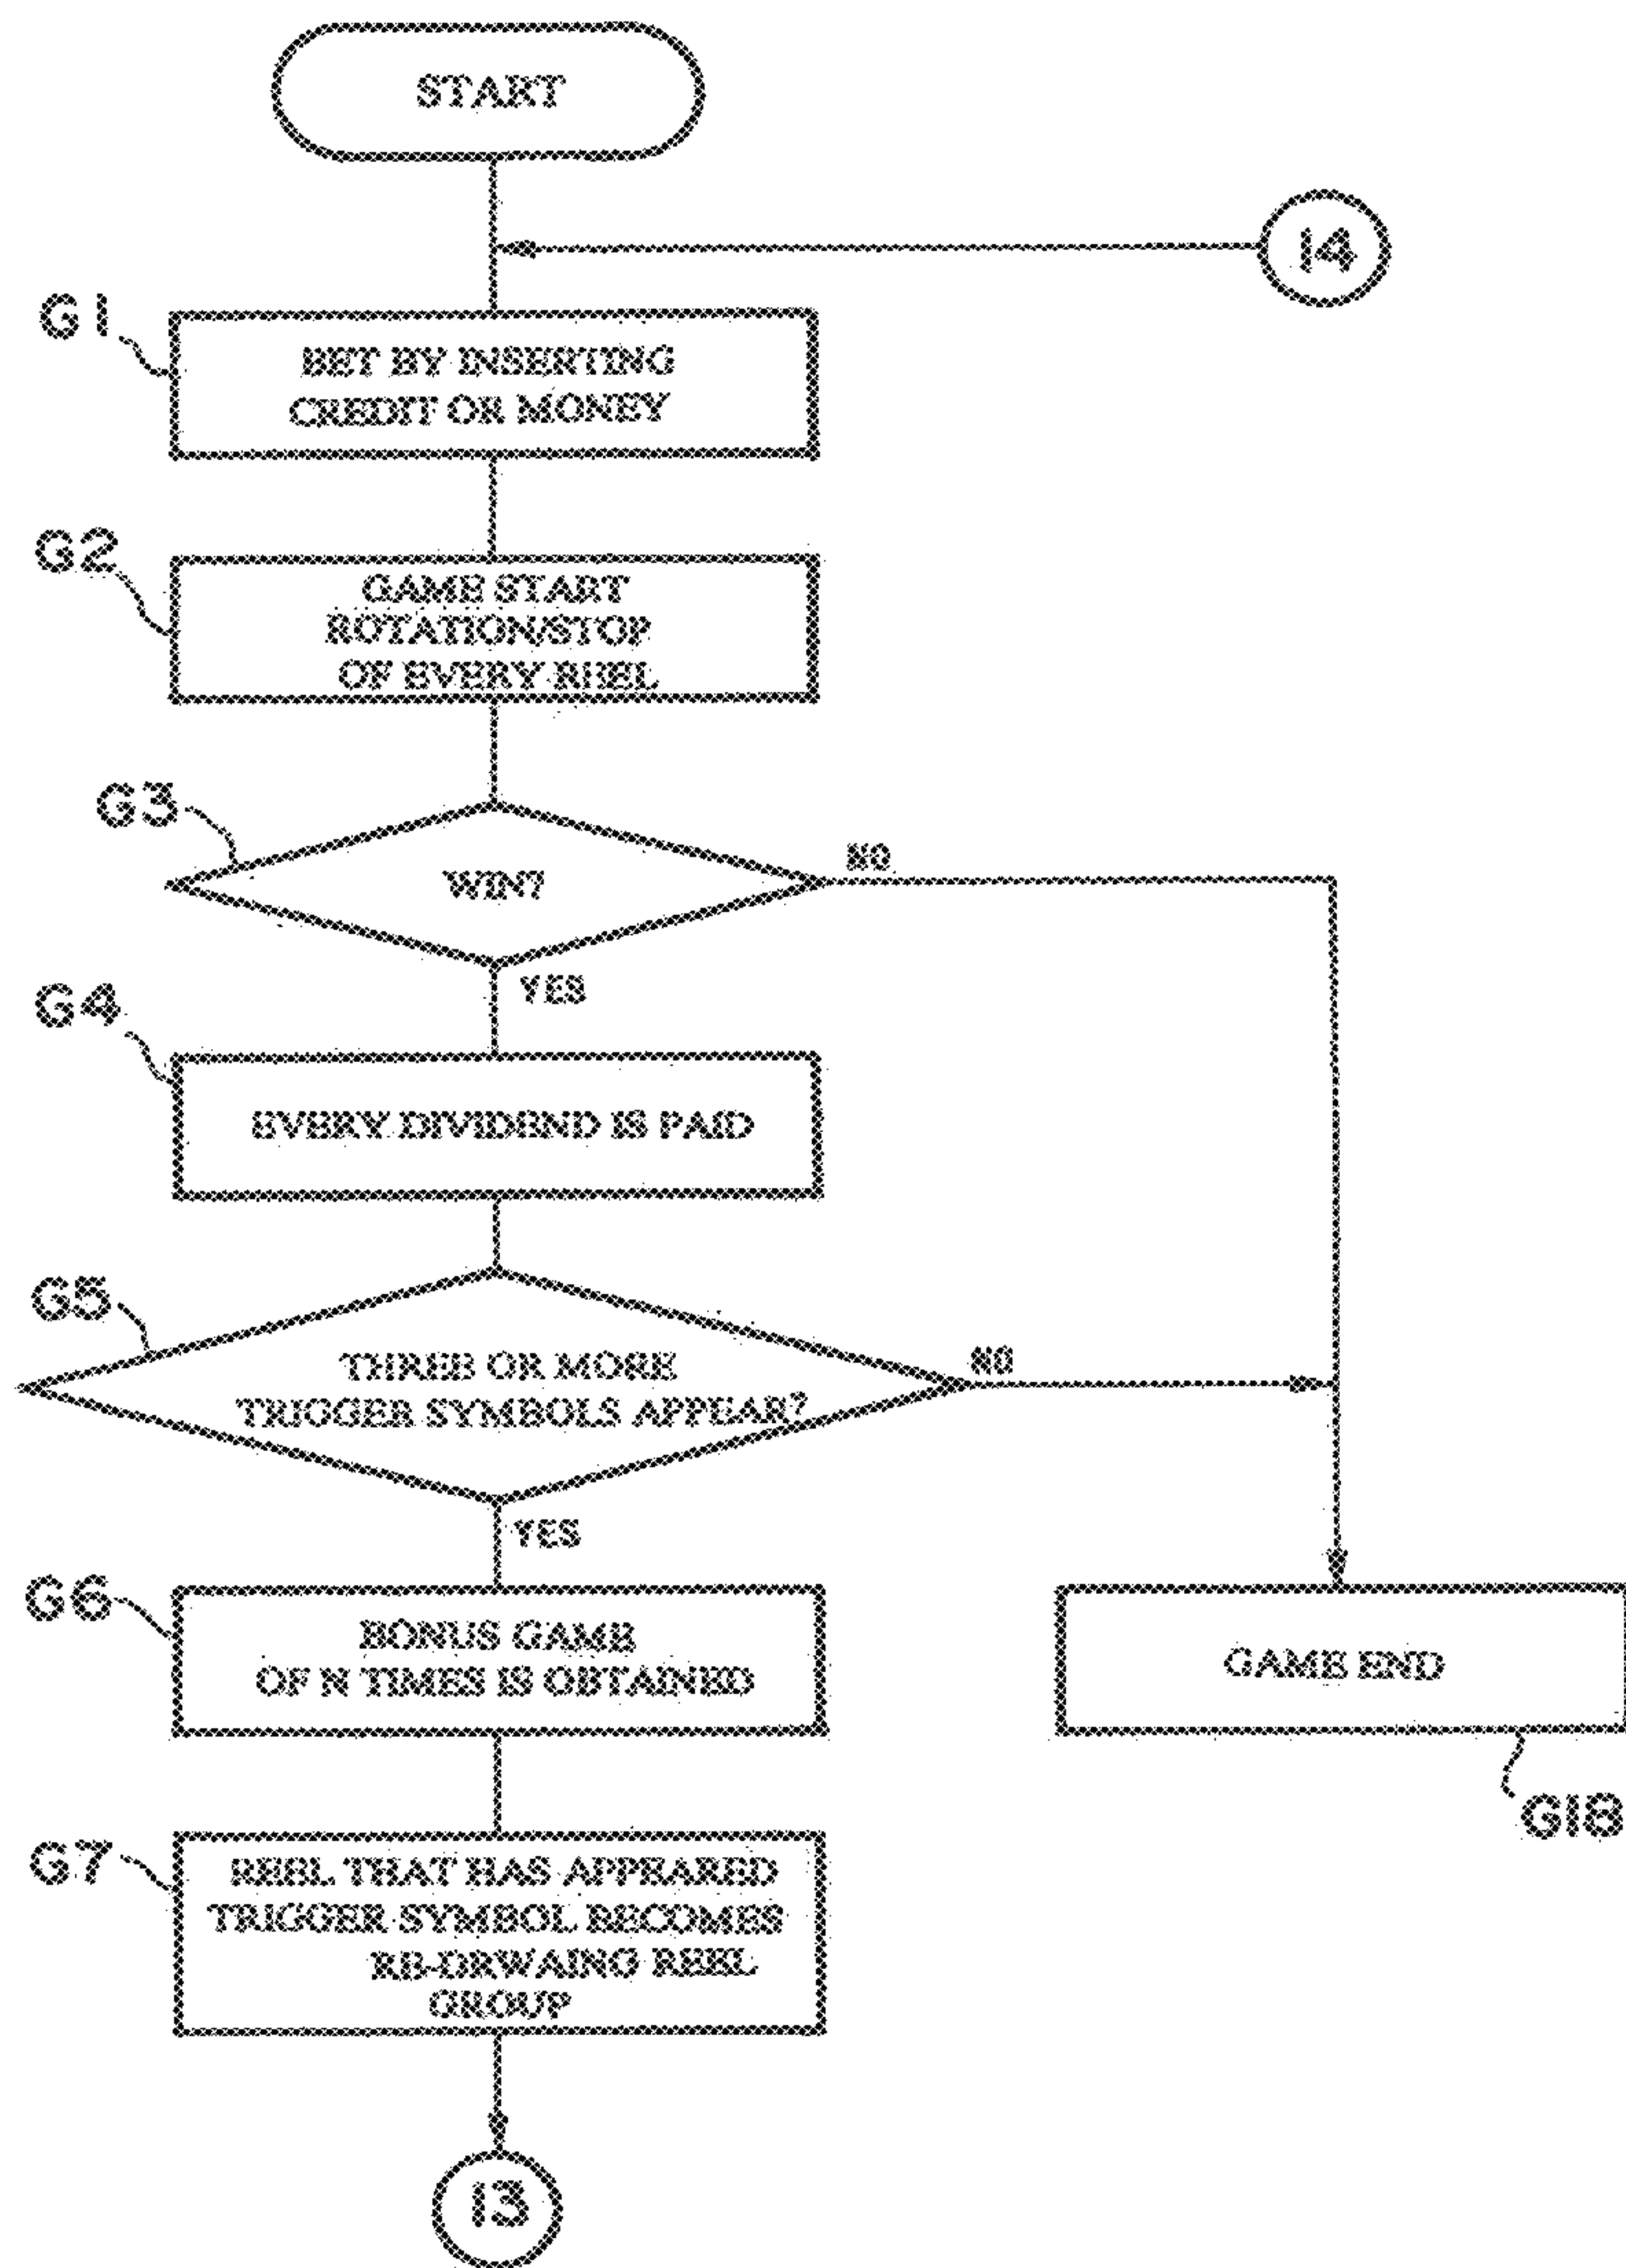 START
14
G1
BET BY INSERTING
CREDIT OR MONEY
G2
GAME START
ROTATION/STOP
OF EVERY REEL
G3
WIN?
NO
YES
G4
EVERY DIVIDEND IS PAID
G5
THREE OR MORE
TRIGGER SYMBOLS APPEAR?
NO
YES
G6
BONUS GAME
OF N TIMES IS OBTAINED
GAME END
G18
G7
REEL THAT HAS APPEARED
TRIGGER SYMBOL BECOMES
RE-DRWAING REEL
GROUP
13